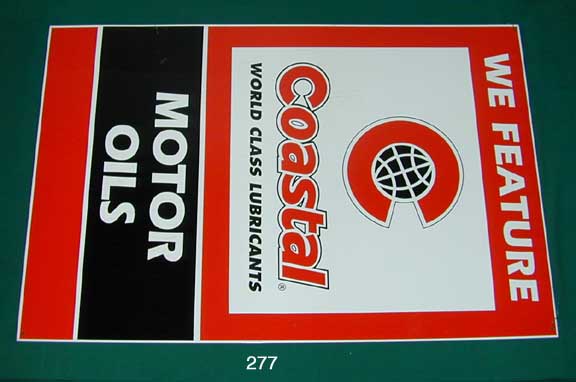 WE FEATURE
Coastal®
WORLD CLASS LUBRICANTS
MOTOR
OILS
277